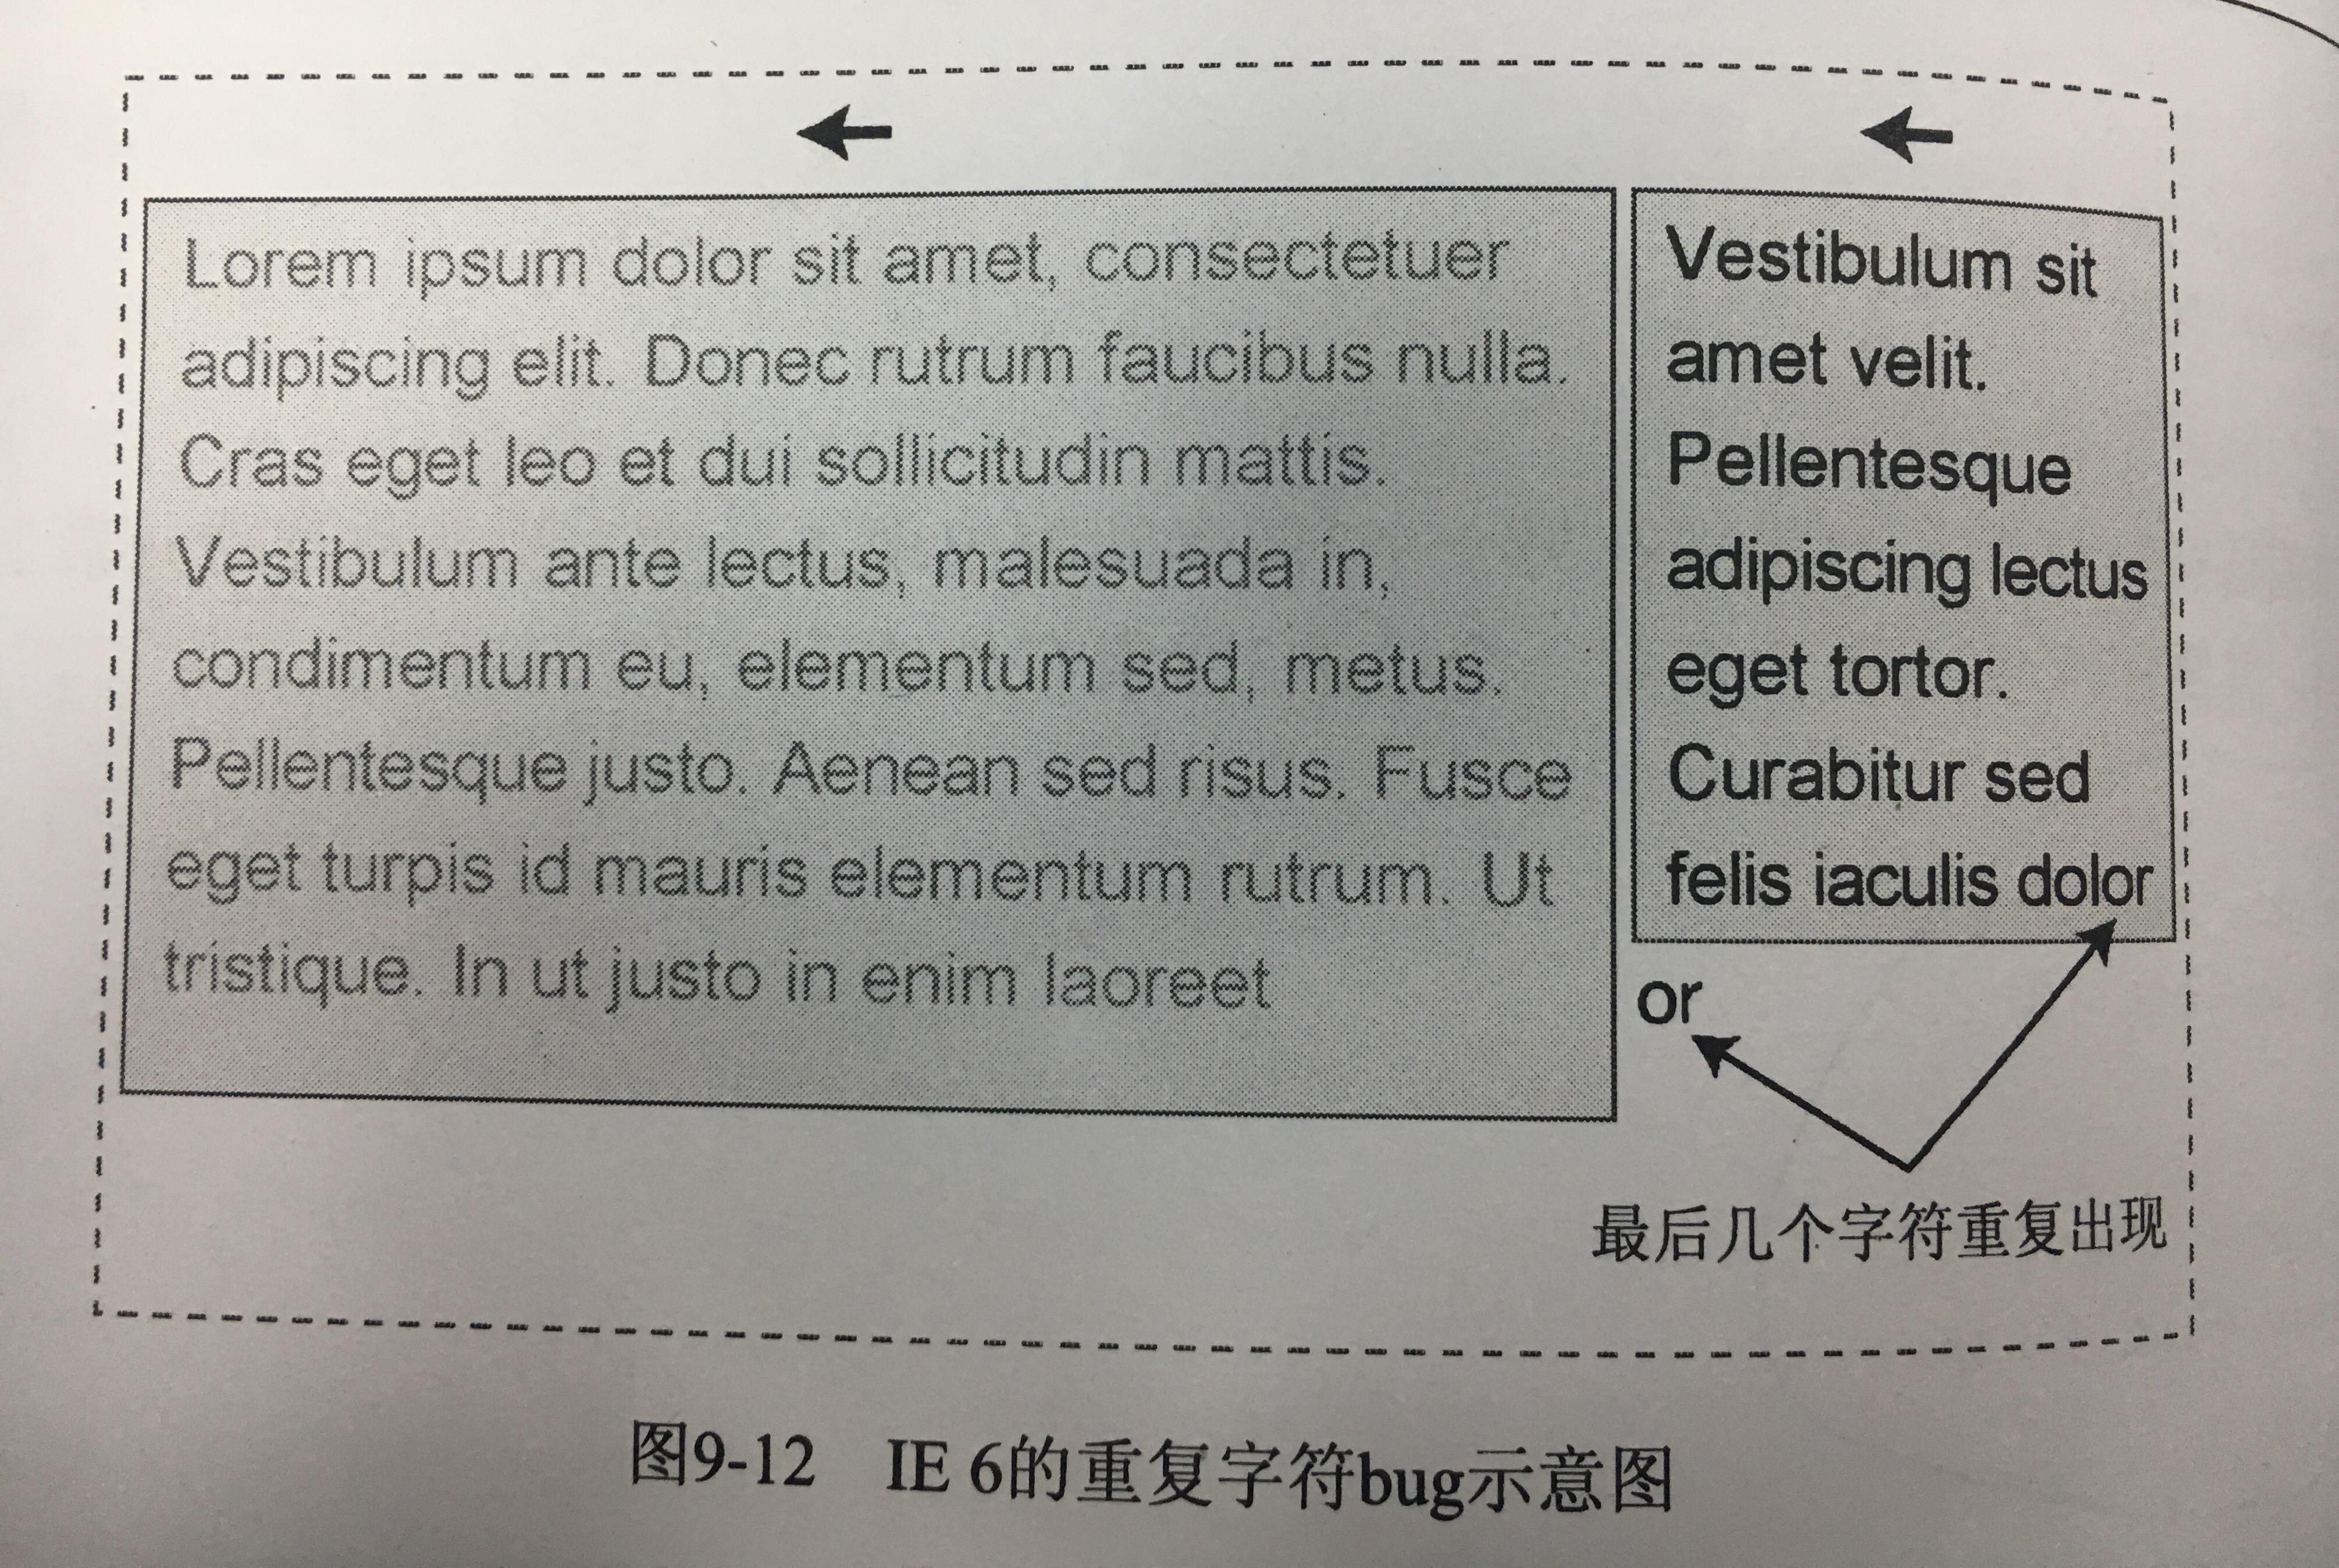 Lorem ipsum dolor sit amet, consectetuer
adipiscing elit. Donec rutrum faucibus nulla.
Cras eget leo et dui sollicitudin mattis.
Vestibulum ante lectus, malesuada in,
condimentum eu, elementum sed, metus.
Pellentesque justo. Aenean sed risus. Fusce
eget turpis id mauris elementum rutrum. Ut
tristique. In ut justo in enim laoreet
Vestibulum sit
amet velit.
Pellentesque
adipiscing lectus
eget tortor.
Curabitur sed
felis iaculis dolor
or
最后几个字符重复出现
图9-12 IE 6的重复字符bug示意图